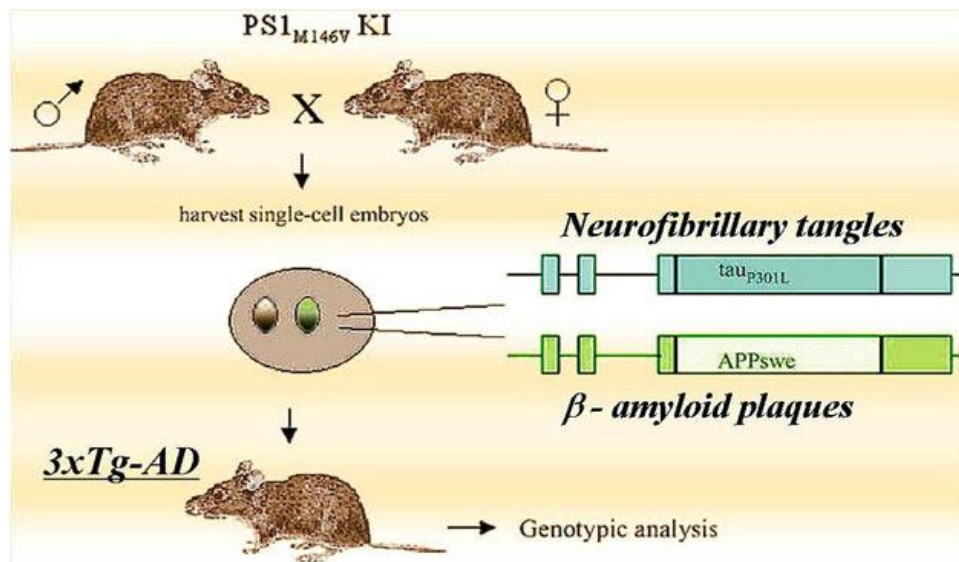 PS1M146V KI
♂ X ♀
harvest single-cell embryos
Neurofibrillary tangles
tauP301L
APPswe
β - amyloid plaques
3xTg-AD
Genotypic analysis